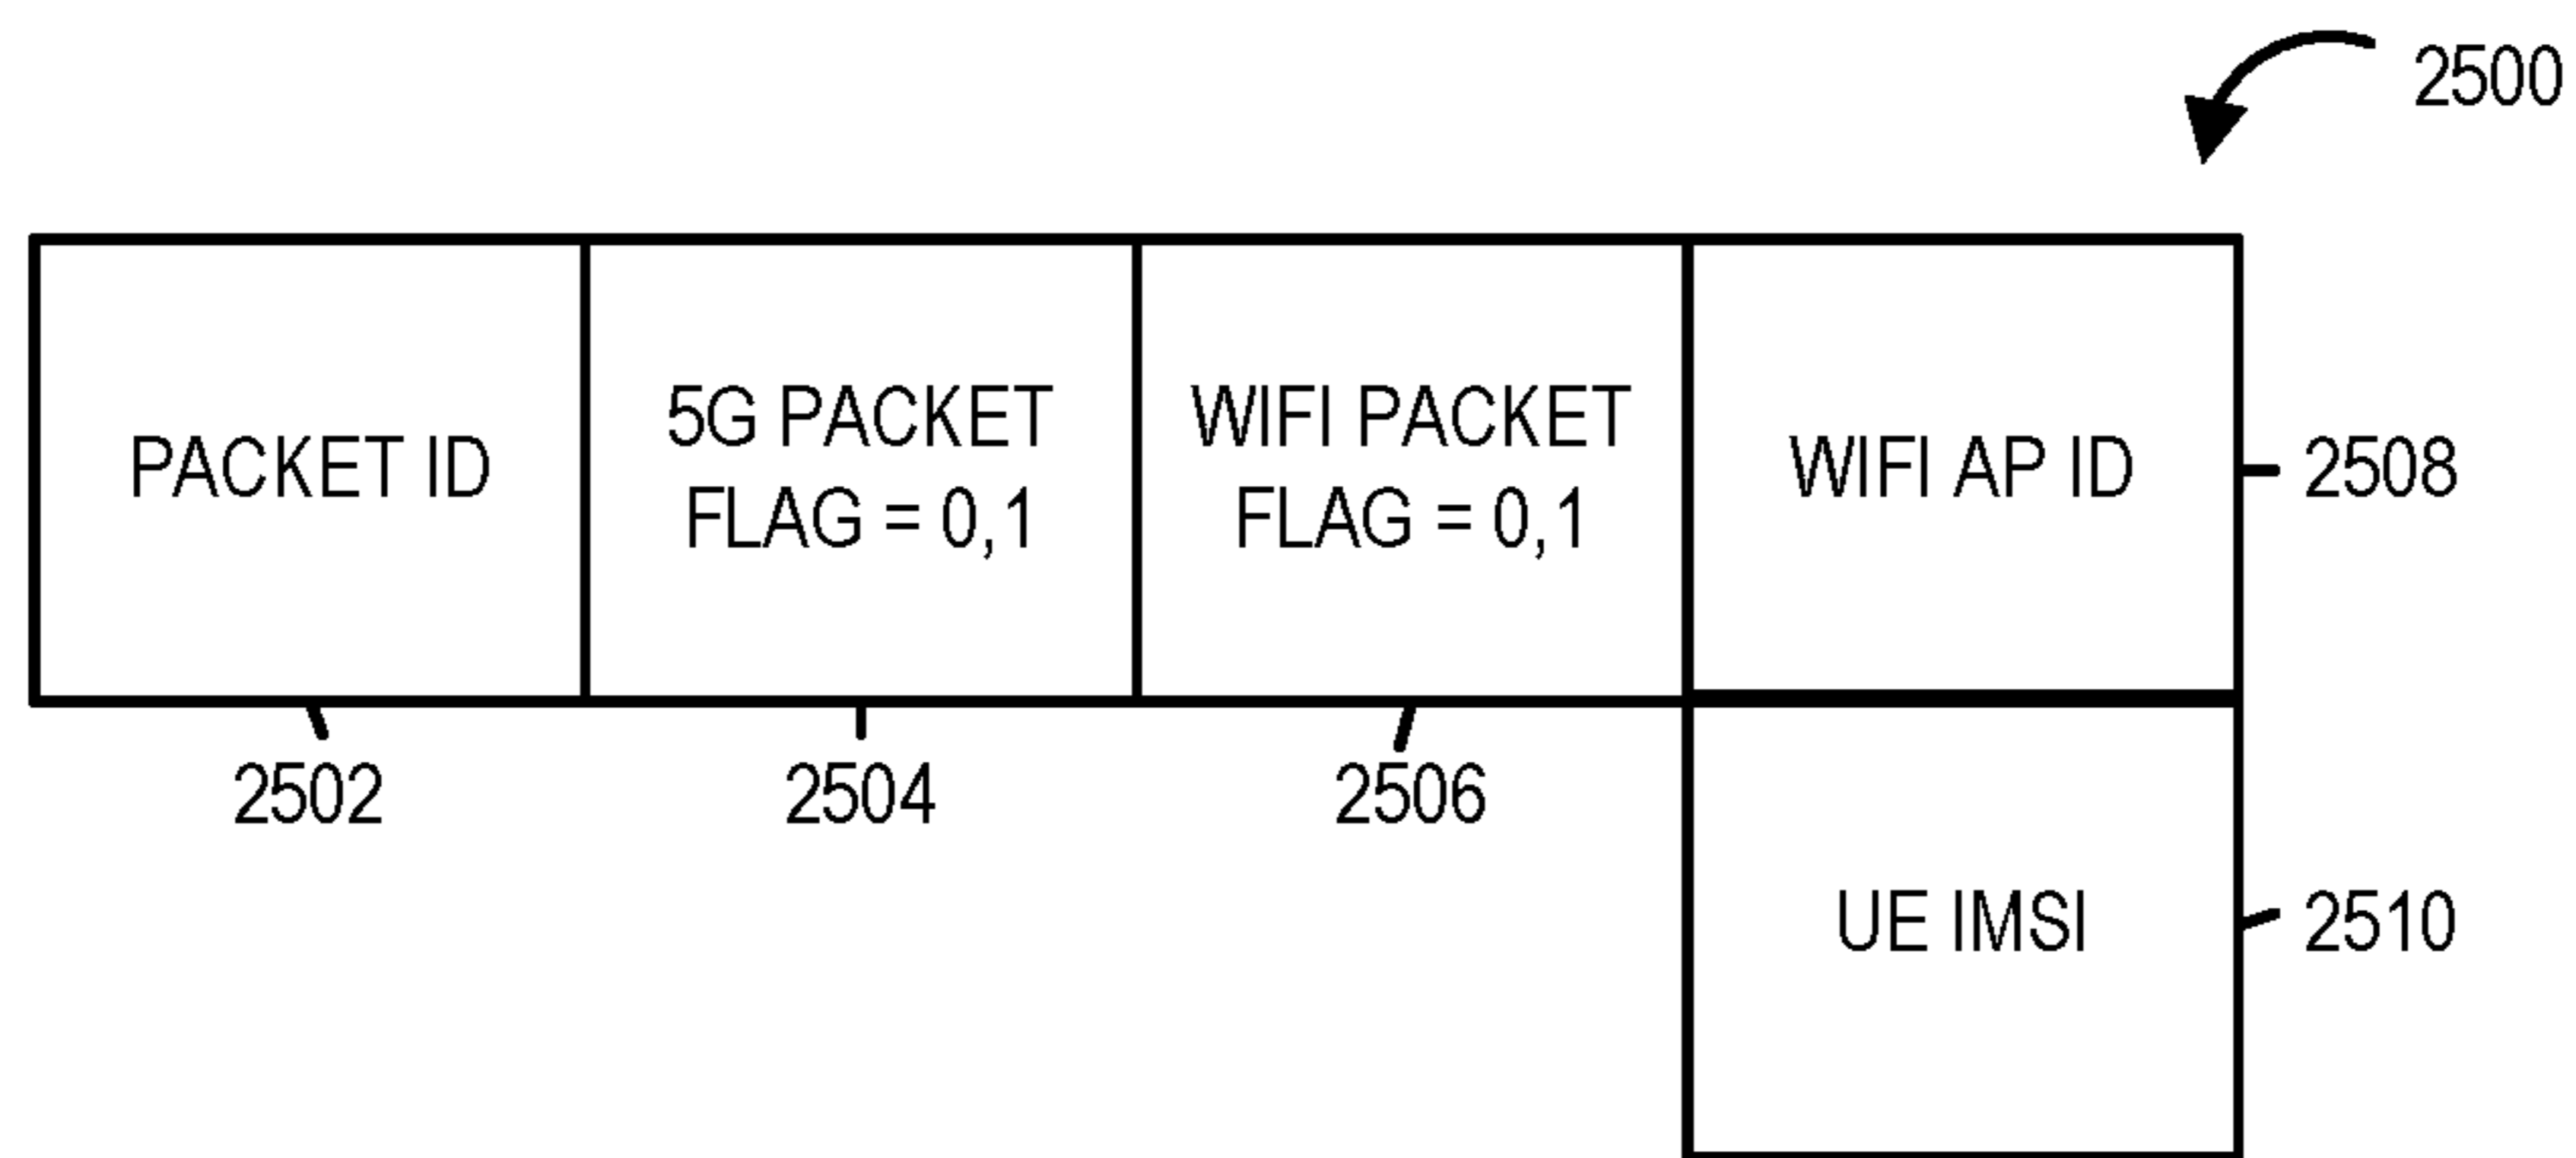 2500
PACKET ID
5G PACKET
FLAG = 0,1
WIFI PACKET
FLAG = 0,1
WIFI AP ID
2508
2502
2504
2506
UE IMSI
2510